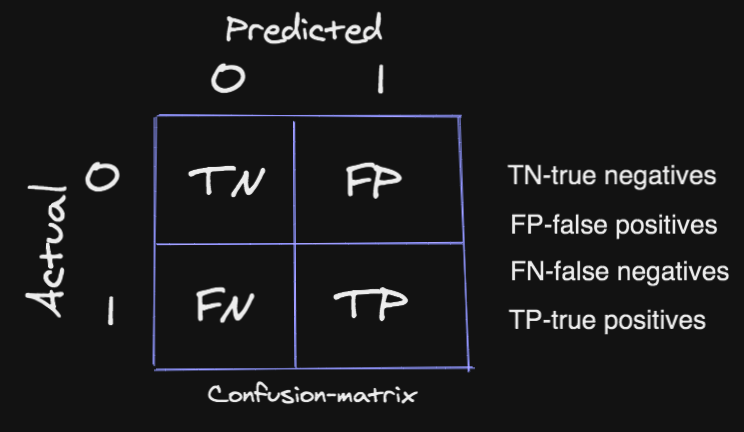 Predicted
0 1
Actual
0 TN FP
1 FN TP
TN-true negatives
FP-false positives
FN-false negatives
TP-true positives
Confusion-matrix